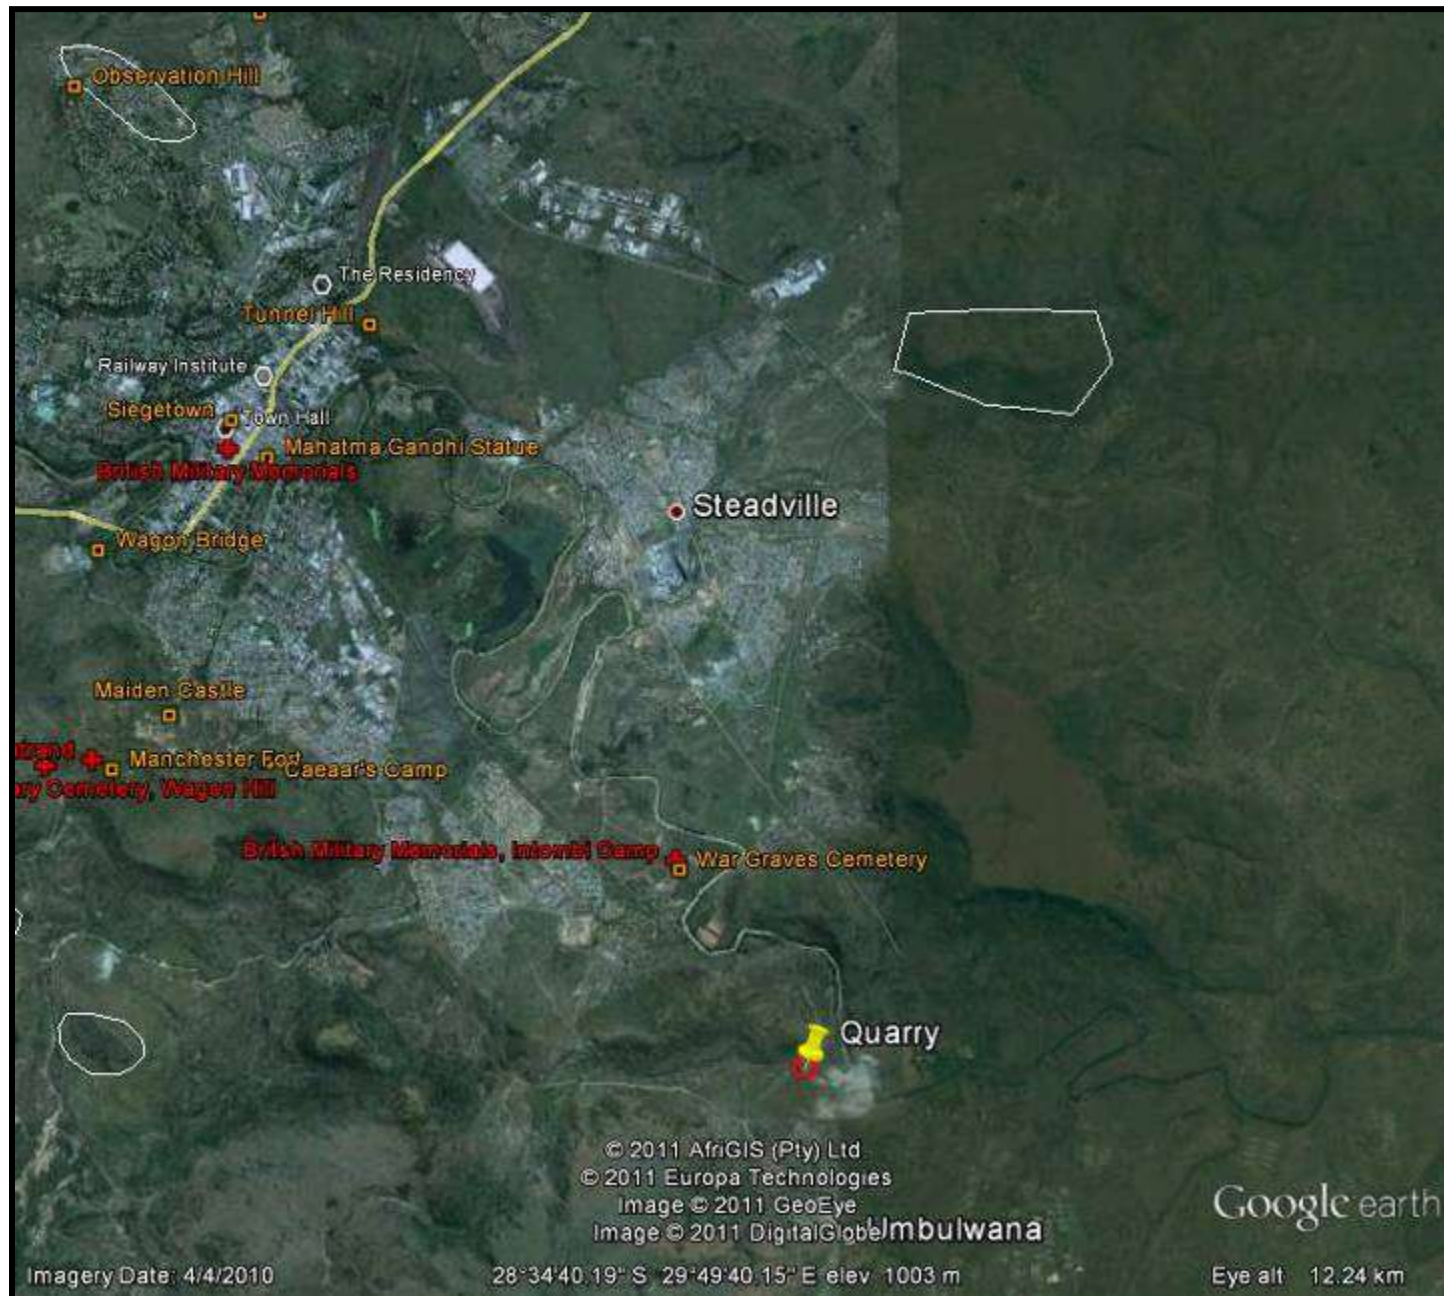 Observation Hill
The Residency
Tunnel Hill
Railway Institute
Siegetown
Town Hall
Mahatma Gandhi Statue
British Military Memorials
Steadville
Wagon Bridge
Maiden Castle
Manchester Fort
Caeaar's Camp
Cemetery, Wagon Hill
British Military Memorials, Intombi Camp
War Graves Cemetery
Quarry
© 2011 AfriGIS (Pty) Ltd
© 2011 Europa Technologies
Image © 2011 GeoEye
Image © 2011 DigitalGlobe
Umbulwana
Google earth
Imagery Date: 4/4/2010
28°34'40.19" S 29°49'40.15" E elev 1003 m
Eye alt 12.24 km